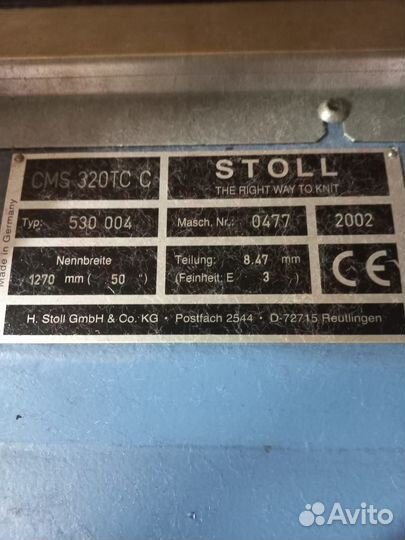 CMS 320TC C
STOLL
THE RIGHT WAY TO KNIT
Made in Germany
Typ: 530 004
Masch. Nr.: 0477
2002
Nennbreite
1270 mm ( 50 ")
Teilung: 8.47 mm
(Feinheit: E 3 )
CE
H. Stoll GmbH & Co. KG • Postfach 2544 • D-72715 Reutlingen
Avito